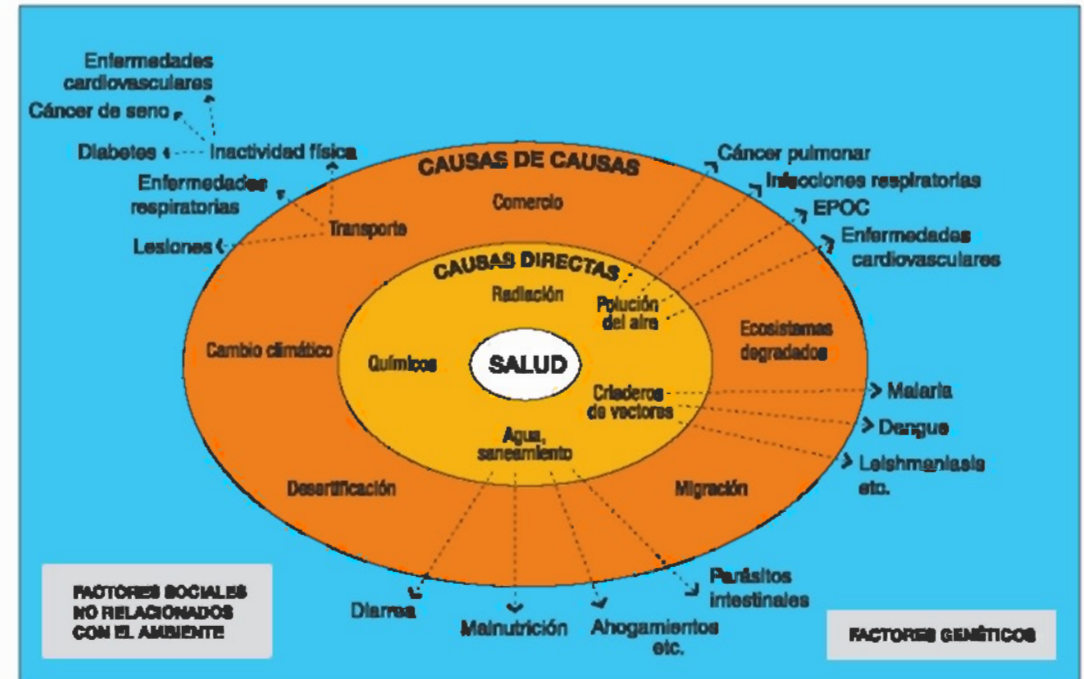 Enfermedades
cardiovasculares
Cáncer de seno
Diabetes
Inactividad física
Enfermedades
respiratorias
Lesiones
Transporte
CAUSAS DE CAUSAS
Comercio
Cáncer pulmonar
Infecciones respiratorias
EPOC
Enfermedades
cardiovasculares
CAUSAS DIRECTAS
Radiación
Polución
del aire
Cambio climático
Químicos
SALUD
Ecosistemas
degradados
Criaderos
de vectores
Malaria
Dengue
Leishmaniasis
etc.
Agua,
saneamiento
Desertificación
Migración
Diarrea
Malnutrición
Ahogamientos
etc.
Parásitos
intestinales
FACTORES SOCIALES
NO RELACIONADOS
CON EL AMBIENTE
FACTORES GENÉTICOS